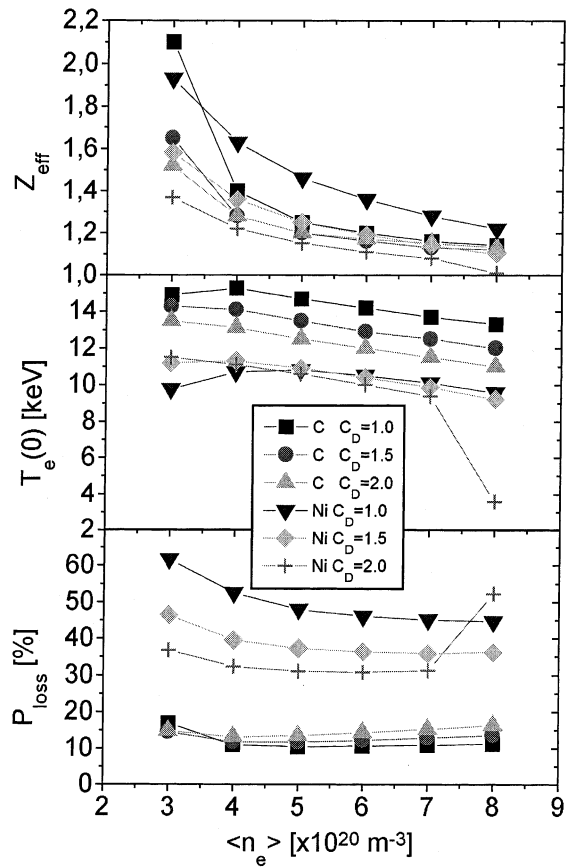 2,2
2,0
1,8
1,6
1,4
1,2
1,0
Z_eff
14
12
10
8
6
4
2
T_e(0) [keV]
C C_D=1.0
C C_D=1.5
C C_D=2.0
Ni C_D=1.0
Ni C_D=1.5
Ni C_D=2.0
60
50
40
30
20
10
0
P_loss [%]
2 3 4 5 6 7 8 9
<n_e> [x10²⁰ m⁻³]